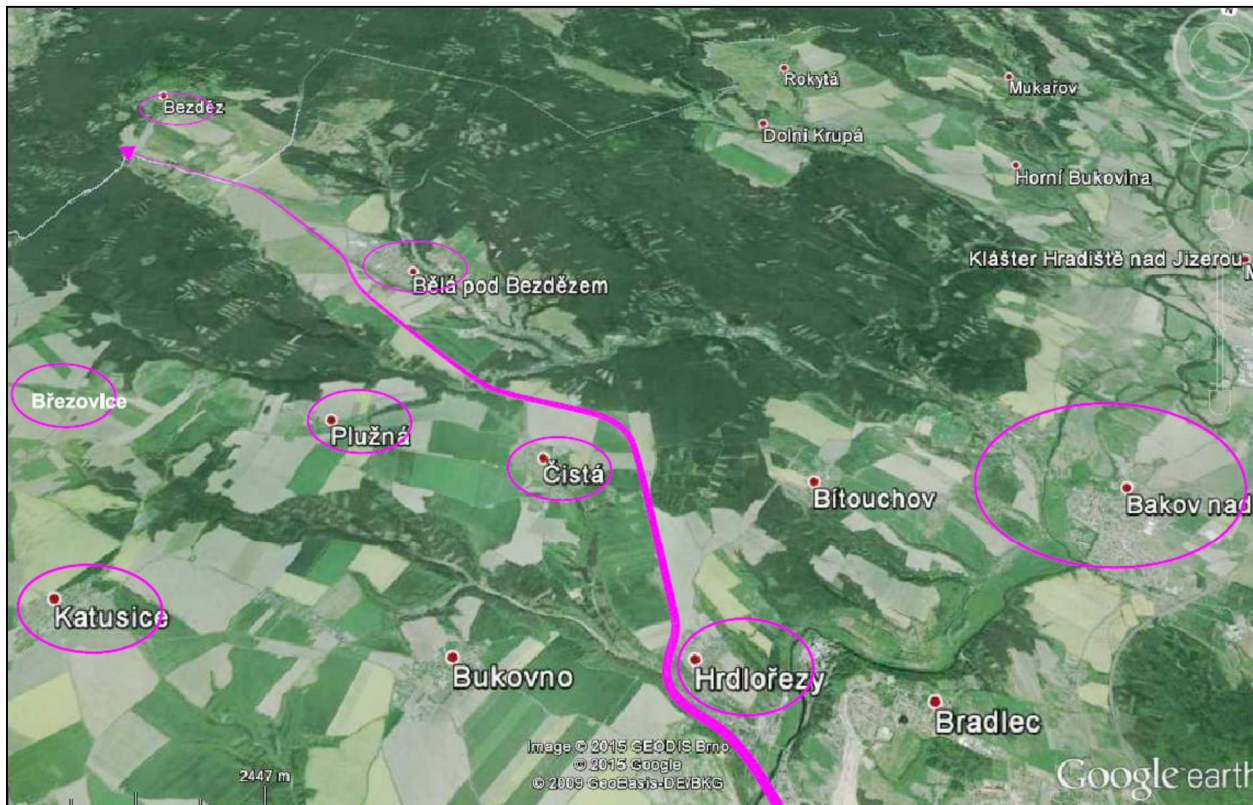 N
Rokytá
Mukařov
Bezděz
Dolní Krupá
Horní Bukovina
Klášter Hradiště nad Jizerou
Bělá pod Bezdězem
Březovice
Plužná
Čistá
Bítouchov
Bakov nad
Katusice
Bukovno
Hrdlořezy
Bradlec
Image © 2015 GEODIS Brno
© 2015 Google
© 2009 GeoBasis-DE/BKG
2447 m
Google earth